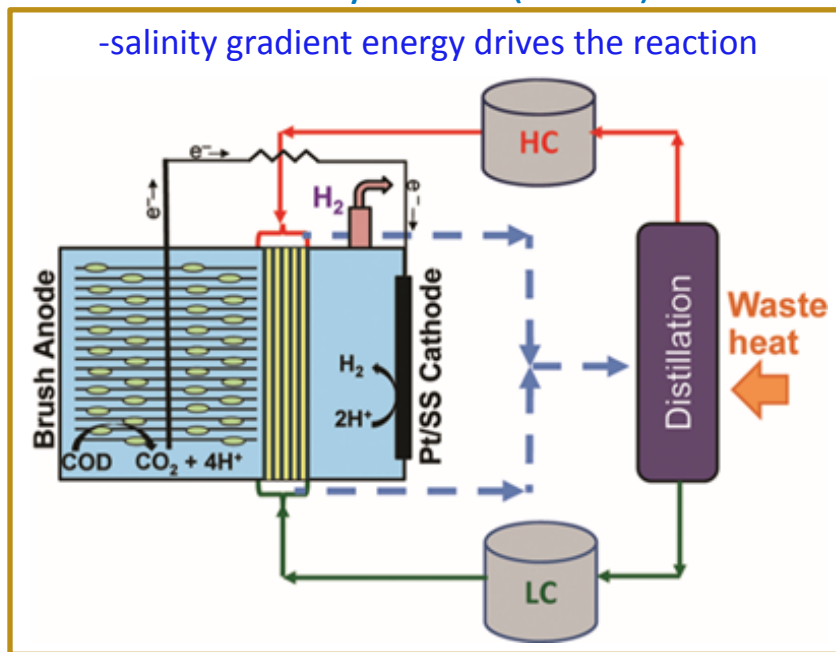 -salinity gradient energy drives the reaction
HC
e⁻→
e⁻→
e⁻→
H₂
Brush Anode
Pt/SS Cathode
Distillation
Waste
heat
H₂
2H⁺
COD
CO₂ + 4H⁺
LC